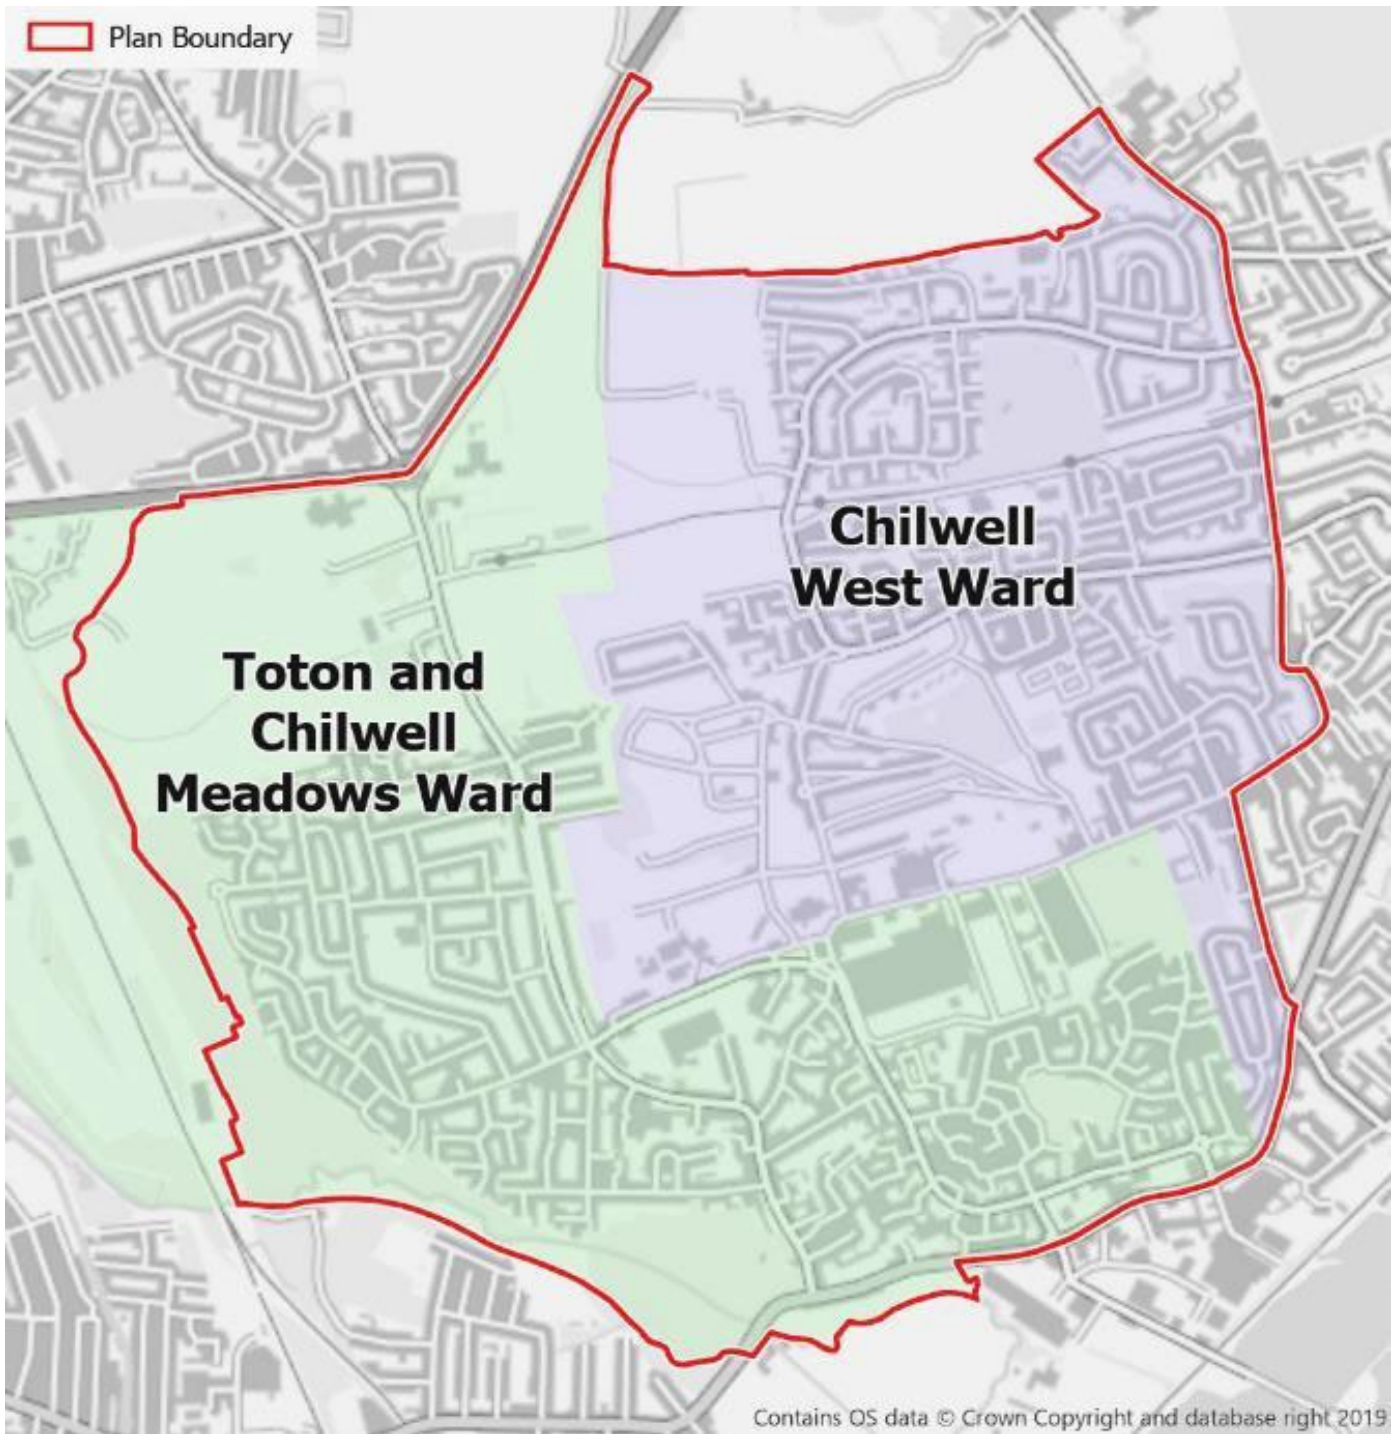 Plan Boundary
Chilwell
West Ward
Toton and
Chilwell
Meadows Ward
Contains OS data © Crown Copyright and database right 2019